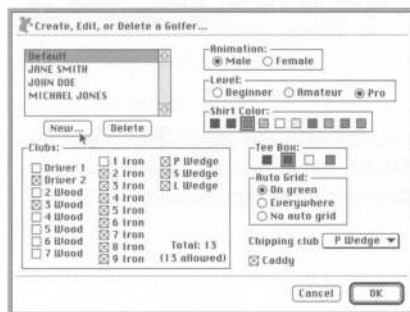 Create, Edit, or Delete a Golfer...
Default
JANE SMITH
JOHN DOE
MICHAEL JONES
New...
Delete
Animation:
Male
Female
Level:
Beginner
Amateur
Pro
Shirt Color:
Clubs:
Driver 1
Driver 2
2 Wood
3 Wood
4 Wood
5 Wood
6 Wood
7 Wood
1 Iron
2 Iron
3 Iron
4 Iron
5 Iron
6 Iron
7 Iron
8 Iron
9 Iron
P Wedge
S Wedge
L Wedge
Total: 13
(13 allowed)
Tee Box:
Auto Grid:
On green
Everywhere
No auto grid
Chipping club
P Wedge
Caddy
Cancel
OK